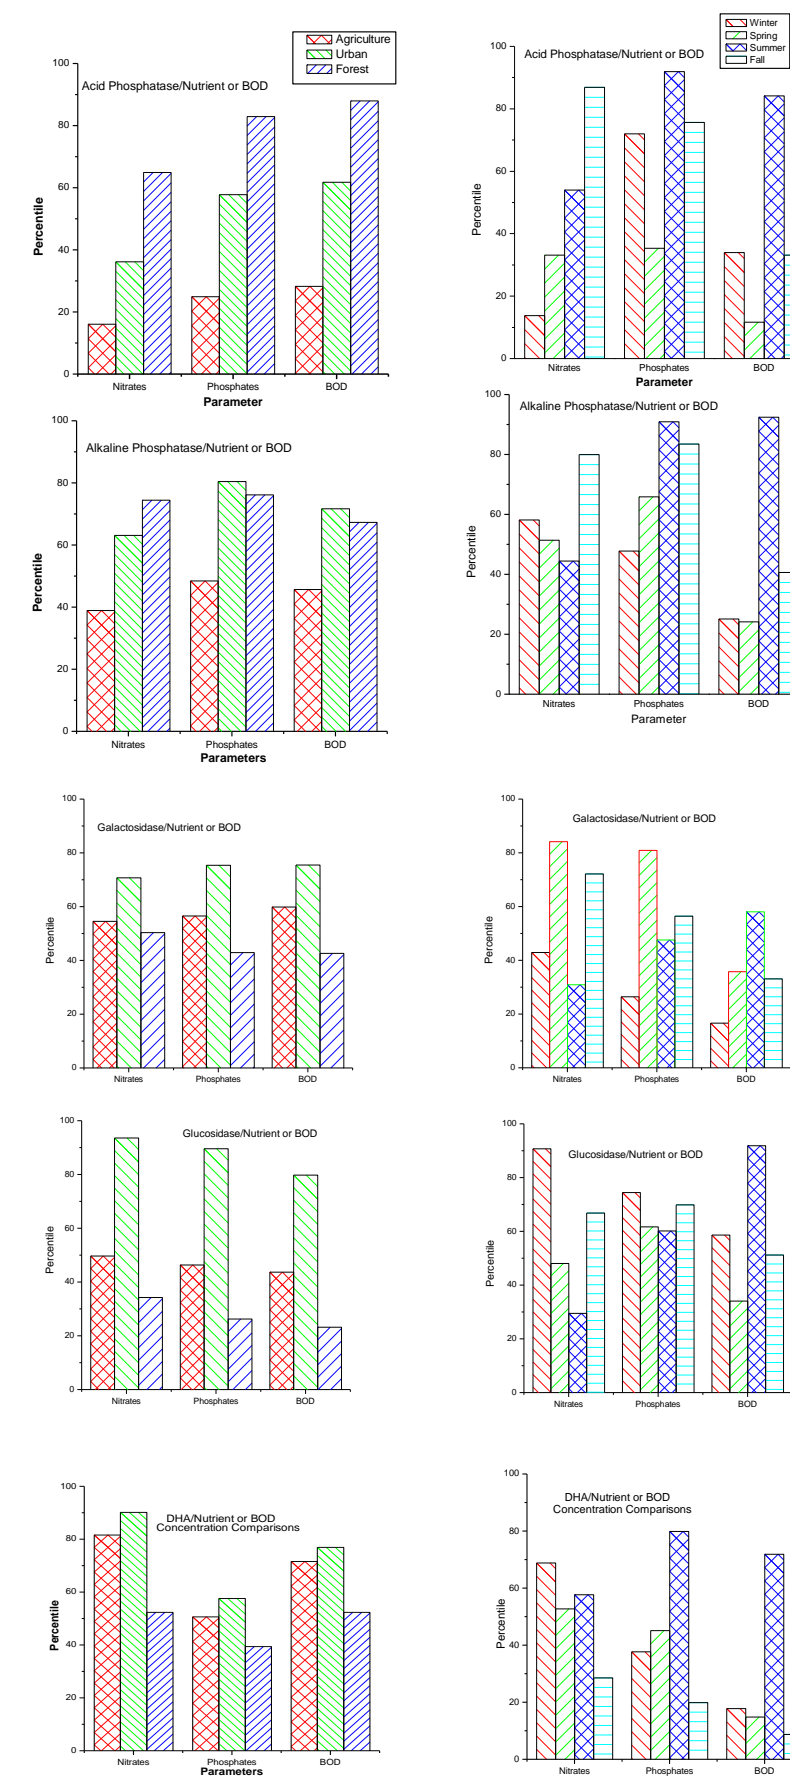 Agriculture
Urban
Forest
Acid Phosphatase/Nutrient or BOD
100
80
60
40
20
0
Percentile
Nitrates
Phosphates
BOD
Parameter
Winter
Spring
Summer
Fall
Acid Phosphatase/Nutrient or BOD
100
80
60
40
20
0
Percentile
Nitrates
Phosphates
BOD
Parameter
Alkaline Phosphatase/Nutrient or BOD
100
80
60
40
20
0
Percentile
Nitrates
Phosphates
BOD
Parameters
Alkaline Phosphatase/Nutrient or BOD
100
80
60
40
20
0
Percentile
Nitrates
Phosphates
BOD
Parameter
Galactosidase/Nutrient or BOD
100
80
60
40
20
0
Percentile
Nitrates
Phosphates
BOD
Galactosidase/Nutrient or BOD
100
80
60
40
20
0
Percentile
Nitrates
Phosphates
BOD
Glucosidase/Nutrient or BOD
100
80
60
40
20
0
Percentile
Nitrates
Phosphates
BOD
Glucosidase/Nutrient or BOD
100
80
60
40
20
0
Percentile
Nitrates
Phosphates
BOD
DHA/Nutrient or BOD
Concentration Comparisons
100
80
60
40
20
0
Percentile
Nitrates
Phosphates
BOD
Parameters
DHA/Nutrient or BOD
Concentration Comparisons
100
80
60
40
20
0
Percentile
Nitrates
Phosphates
BOD